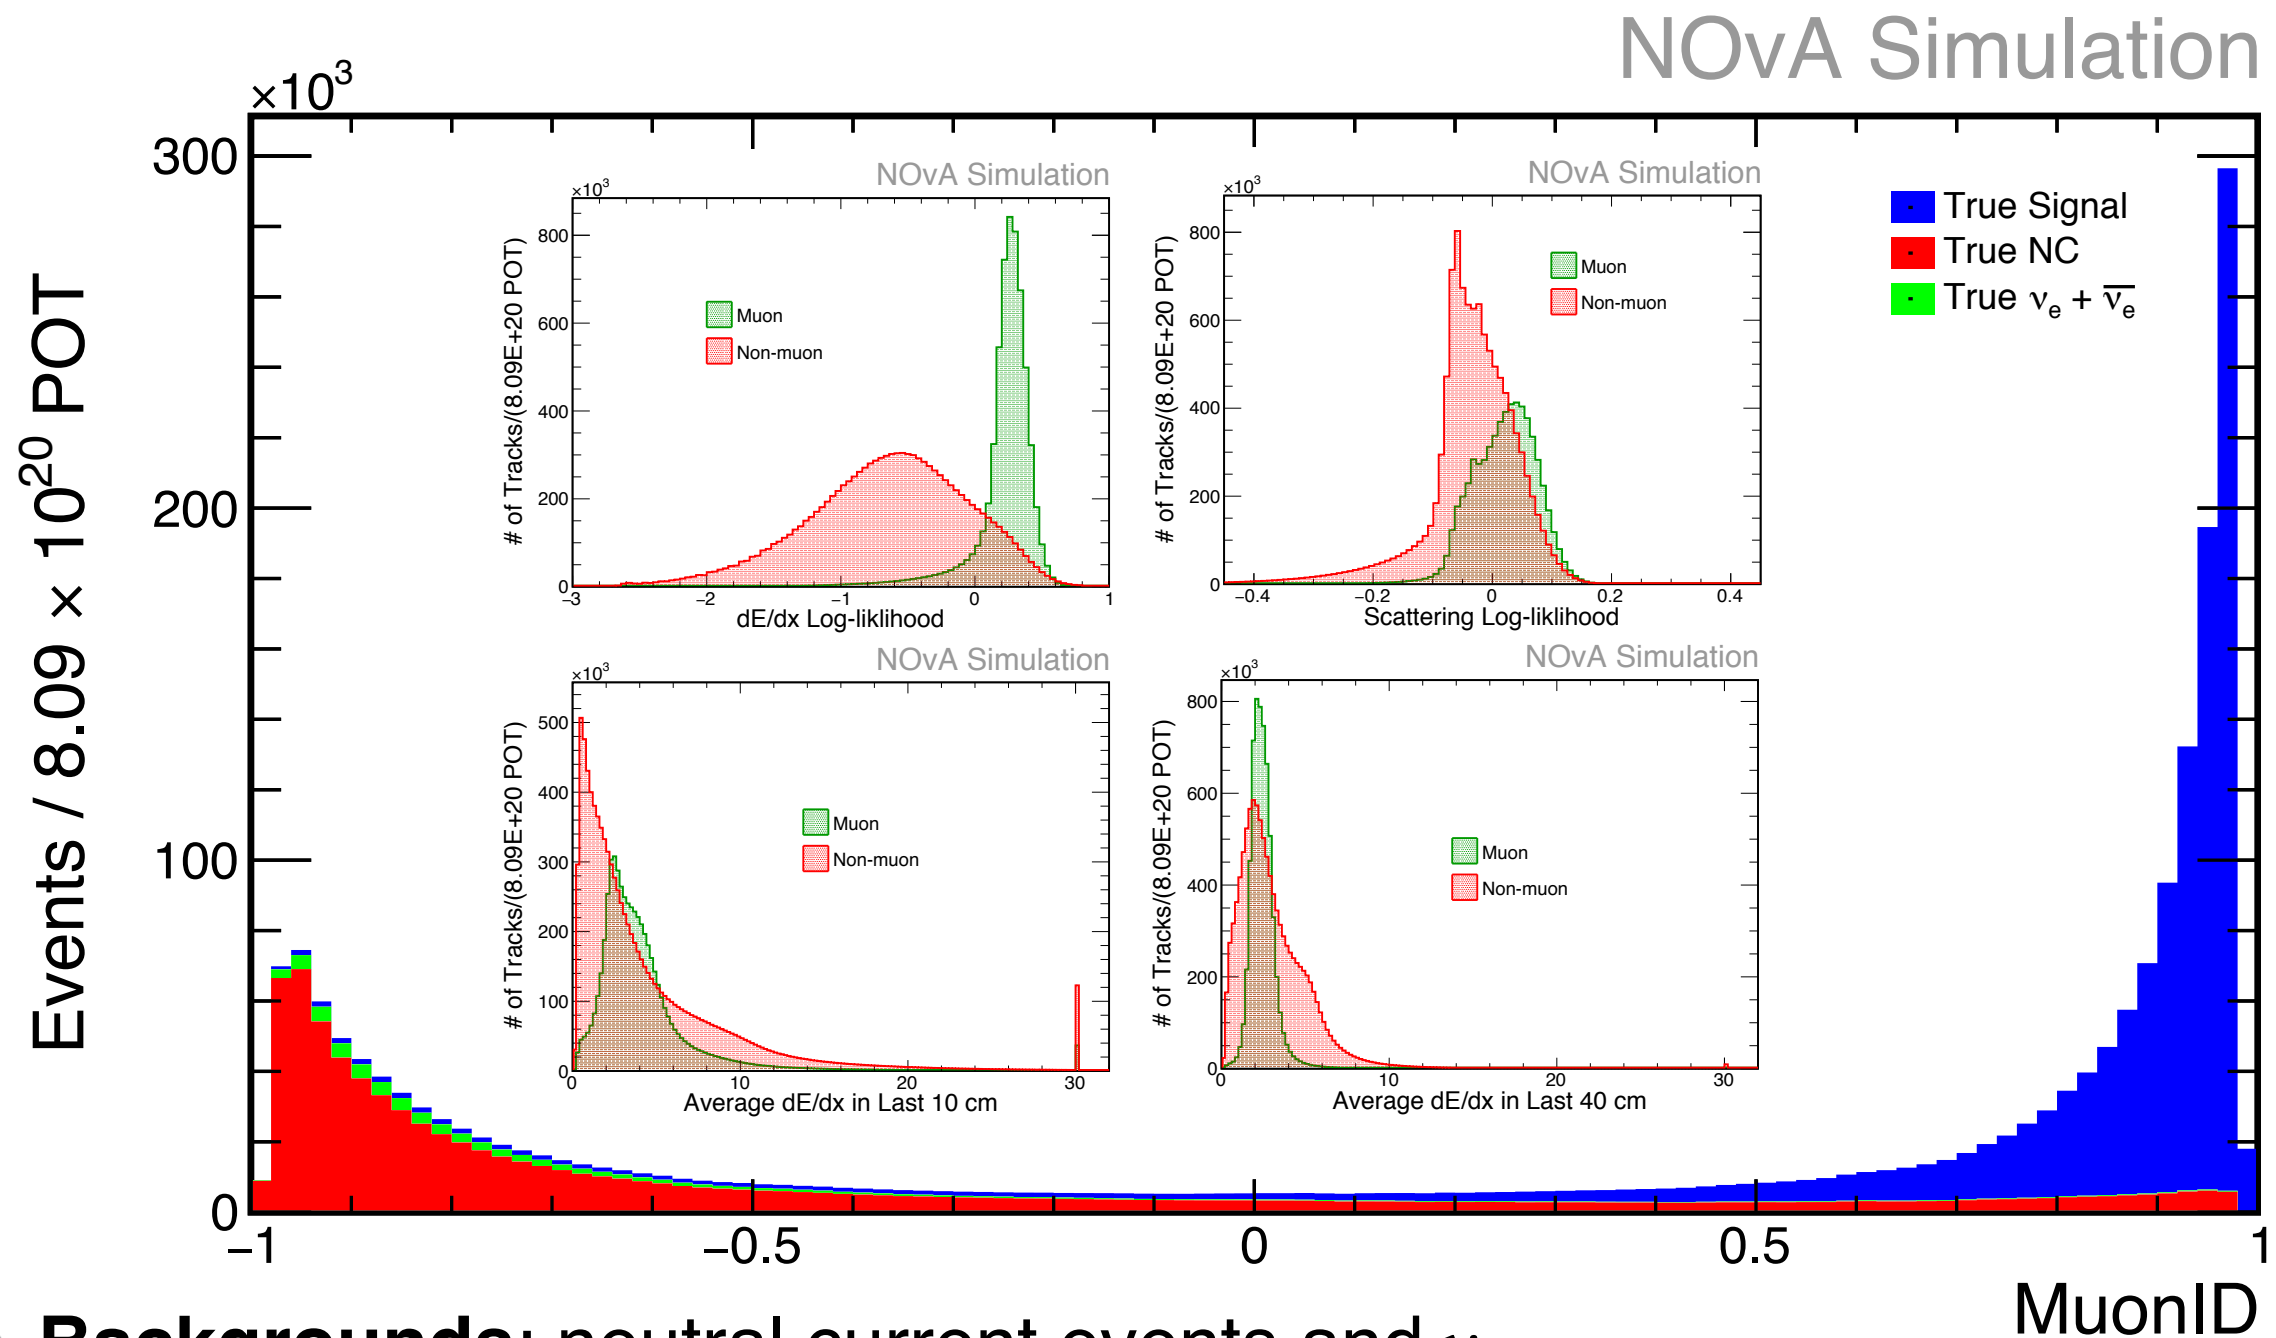 NOvA Simulation
×10³
300
200
100
0
Events / 8.09 × 10²⁰ POT
True Signal
True NC
True νₑ + ν̅ₑ
NOvA Simulation
×10³
800
600
400
200
0
# of Tracks/(8.09E+20 POT)
Muon
Non-muon
−3 −2 −1 0 1
dE/dx Log-liklihood
NOvA Simulation
×10³
800
600
400
200
0
# of Tracks/(8.09E+20 POT)
Muon
Non-muon
−0.4 −0.2 0 0.2 0.4
Scattering Log-liklihood
NOvA Simulation
×10³
500
400
300
200
100
0
# of Tracks/(8.09E+20 POT)
Muon
Non-muon
0 10 20 30
Average dE/dx in Last 10 cm
NOvA Simulation
×10³
800
600
400
200
0
# of Tracks/(8.09E+20 POT)
Muon
Non-muon
0 10 20 30
Average dE/dx in Last 40 cm
−1 −0.5 0 0.5 1
MuonID
Backgrounds: neutral current events and